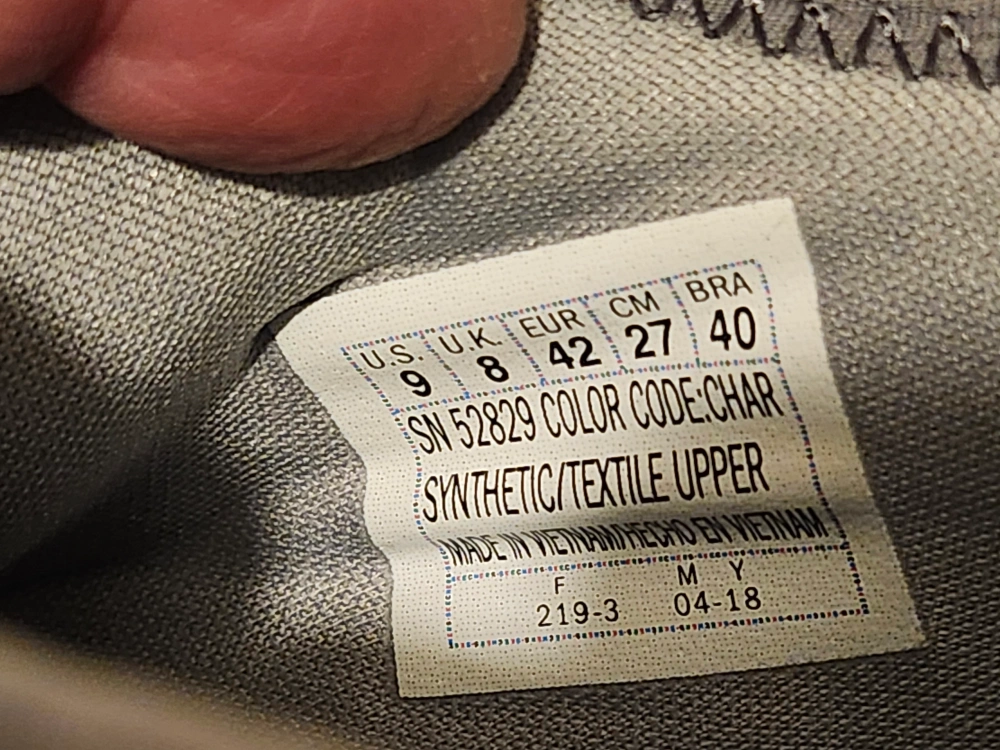 U.S. U.K. EUR CM BRA
9 8 42 27 40
SN 52829 COLOR CODE:CHAR
SYNTHETIC/TEXTILE UPPER
MADE IN VIETNAM/HECHO EN VIETNAM
F M Y
219-3 04-18